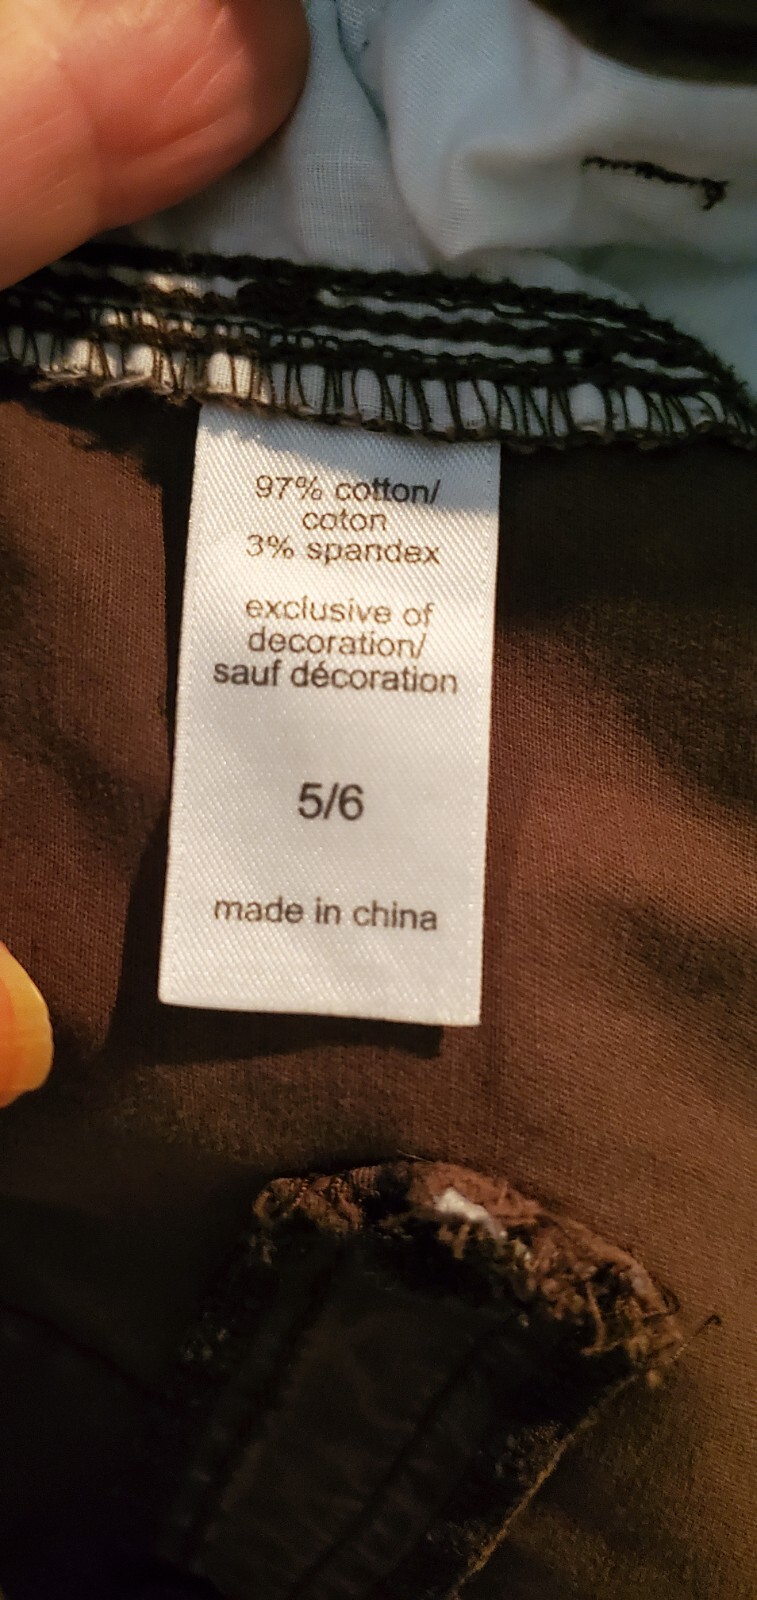 97% cotton/
coton
3% spandex
exclusive of
decoration/
sauf décoration
5/6
made in china